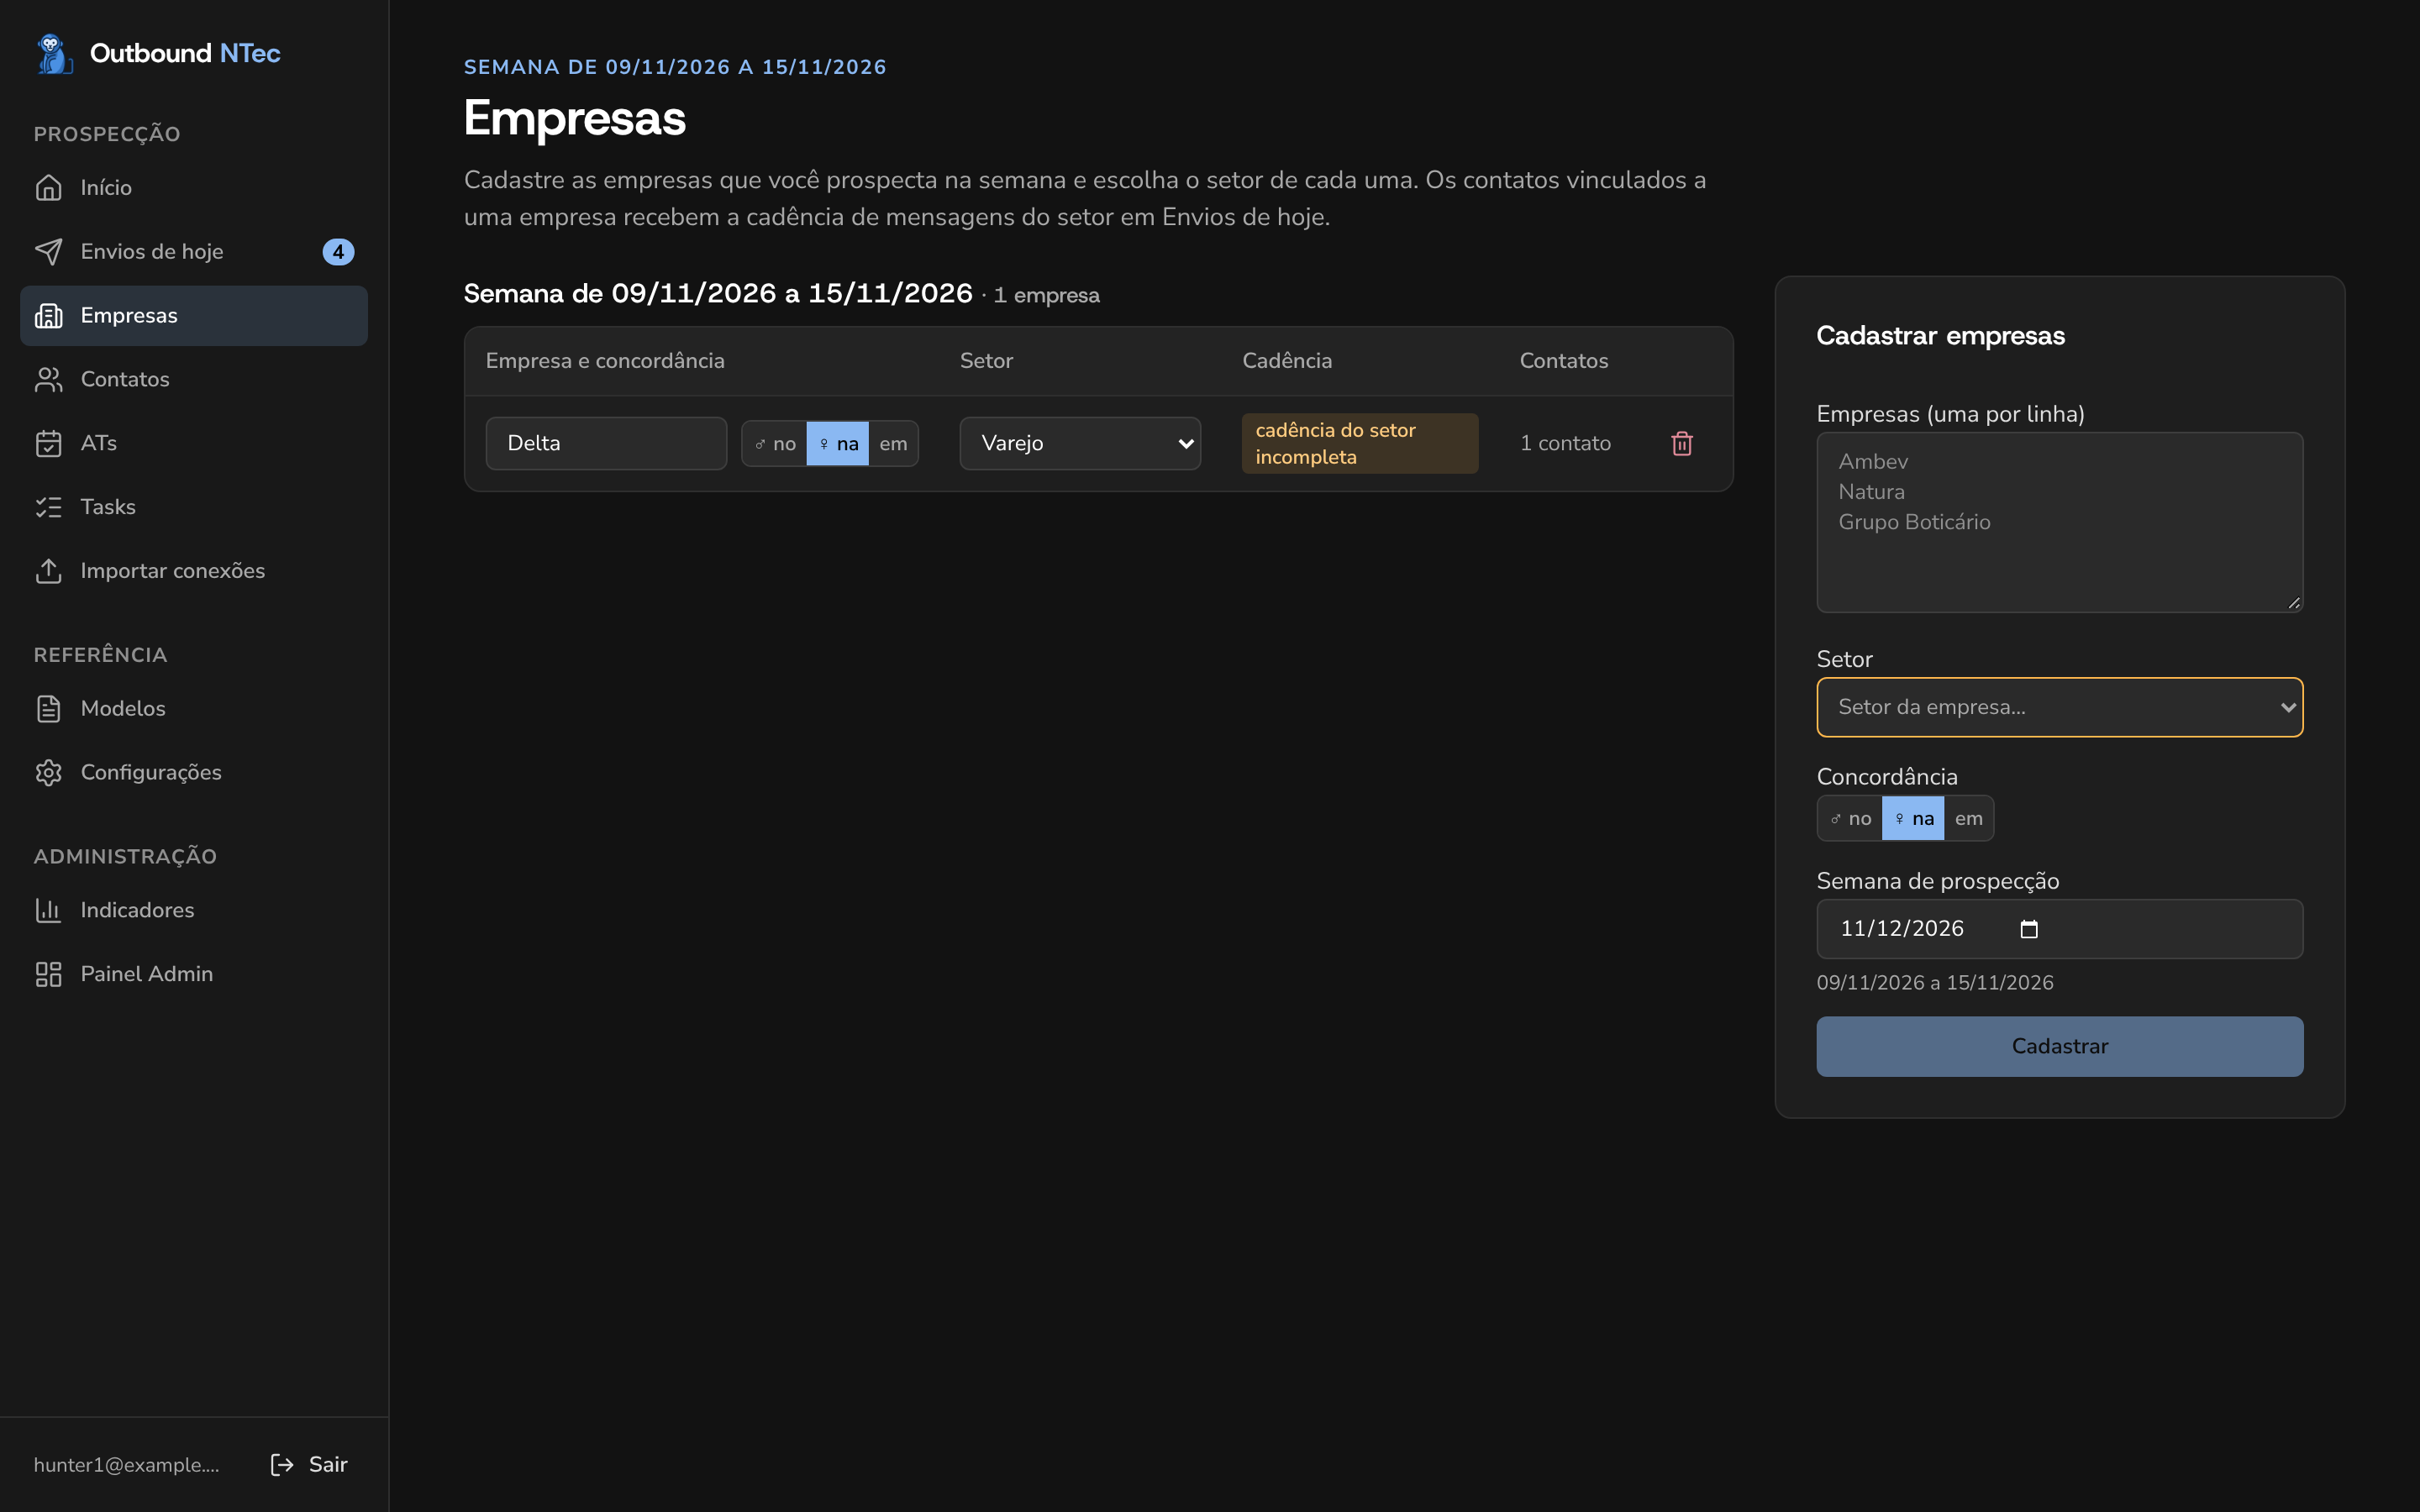 Outbound NTec
PROSPECÇÃO
Início
Envios de hoje 4
Empresas
Contatos
ATs
Tasks
Importar conexões
REFERÊNCIA
Modelos
Configurações
ADMINISTRAÇÃO
Indicadores
Painel Admin
hunter1@example.... Sair
SEMANA DE 09/11/2026 A 15/11/2026
Empresas
Cadastre as empresas que você prospecta na semana e escolha o setor de cada uma. Os contatos vinculados a
uma empresa recebem a cadência de mensagens do setor em Envios de hoje.
Semana de 09/11/2026 a 15/11/2026 · 1 empresa
Empresa e concordância Setor Cadência Contatos
Delta ♂ no ♀ na em Varejo cadência do setor
incompleta 1 contato
Cadastrar empresas
Empresas (uma por linha)
Ambev
Natura
Grupo Boticário
Setor
Setor da empresa...
Concordância
♂ no ♀ na em
Semana de prospecção
11/12/2026
09/11/2026 a 15/11/2026
Cadastrar